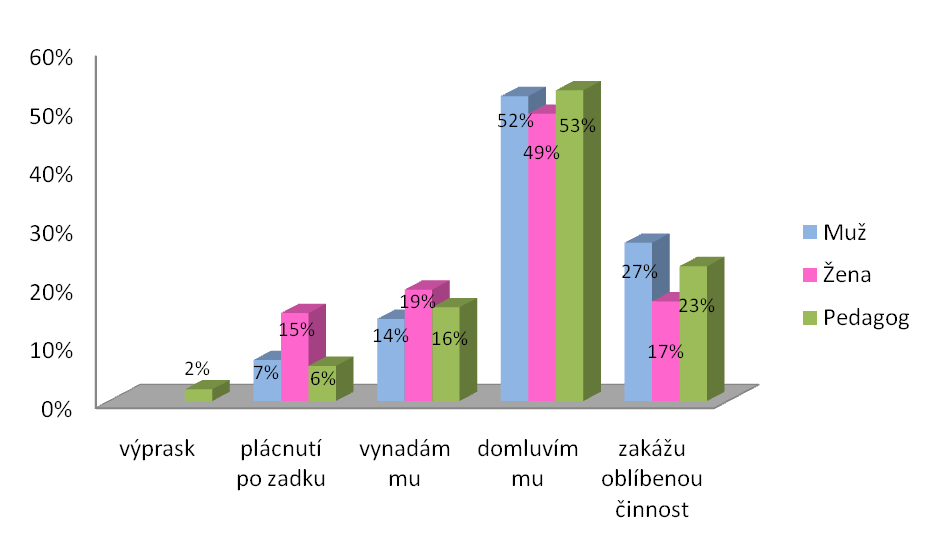 60%
50%
40%
30%
20%
10%
0%
2%
7%
15%
6%
14%
19%
16%
52%
49%
53%
27%
17%
23%
výprask
plácnutí
po zadku
vynadám
mu
domluvím
mu
zakážu
oblíbenou
činnost
Muž
Žena
Pedagog